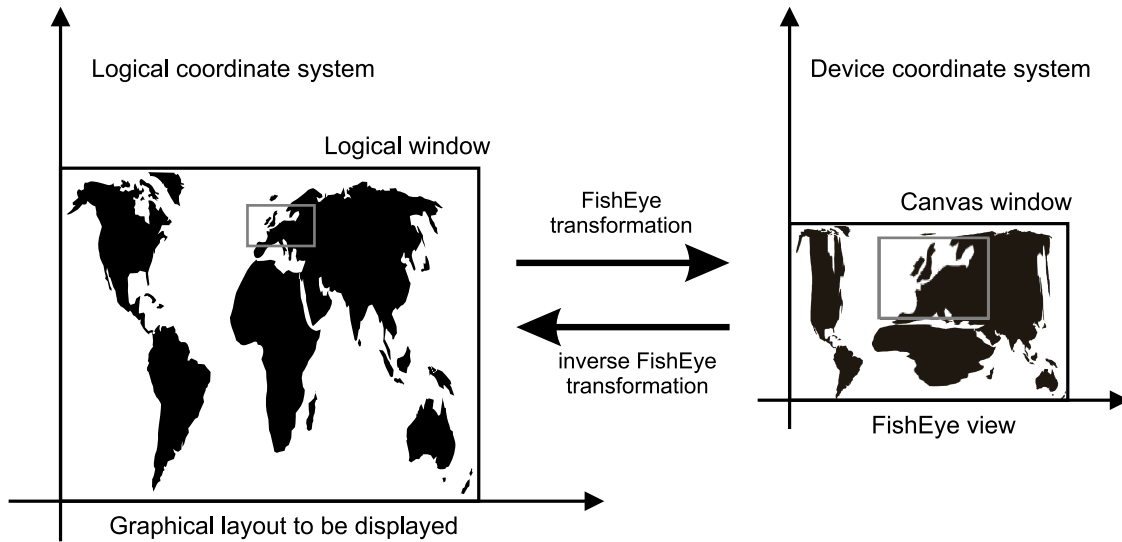 Logical coordinate system
Device coordinate system
Logical window
FishEye
transformation
Canvas window
inverse FishEye
transformation
FishEye view
Graphical layout to be displayed